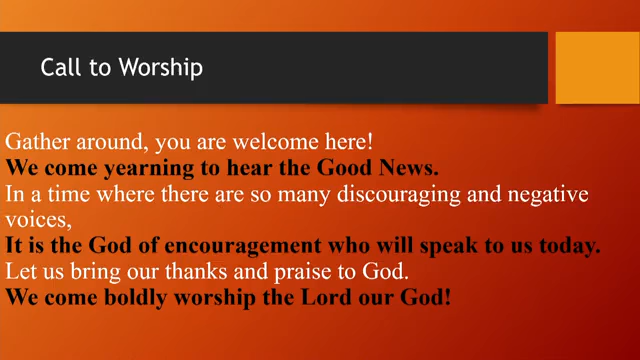 Call to Worship
Gather around, you are welcome here!
We come yearning to hear the Good News.
In a time where there are so many discouraging and negative
voices,
It is the God of encouragement who will speak to us today.
Let us bring our thanks and praise to God.
We come boldly worship the Lord our God!